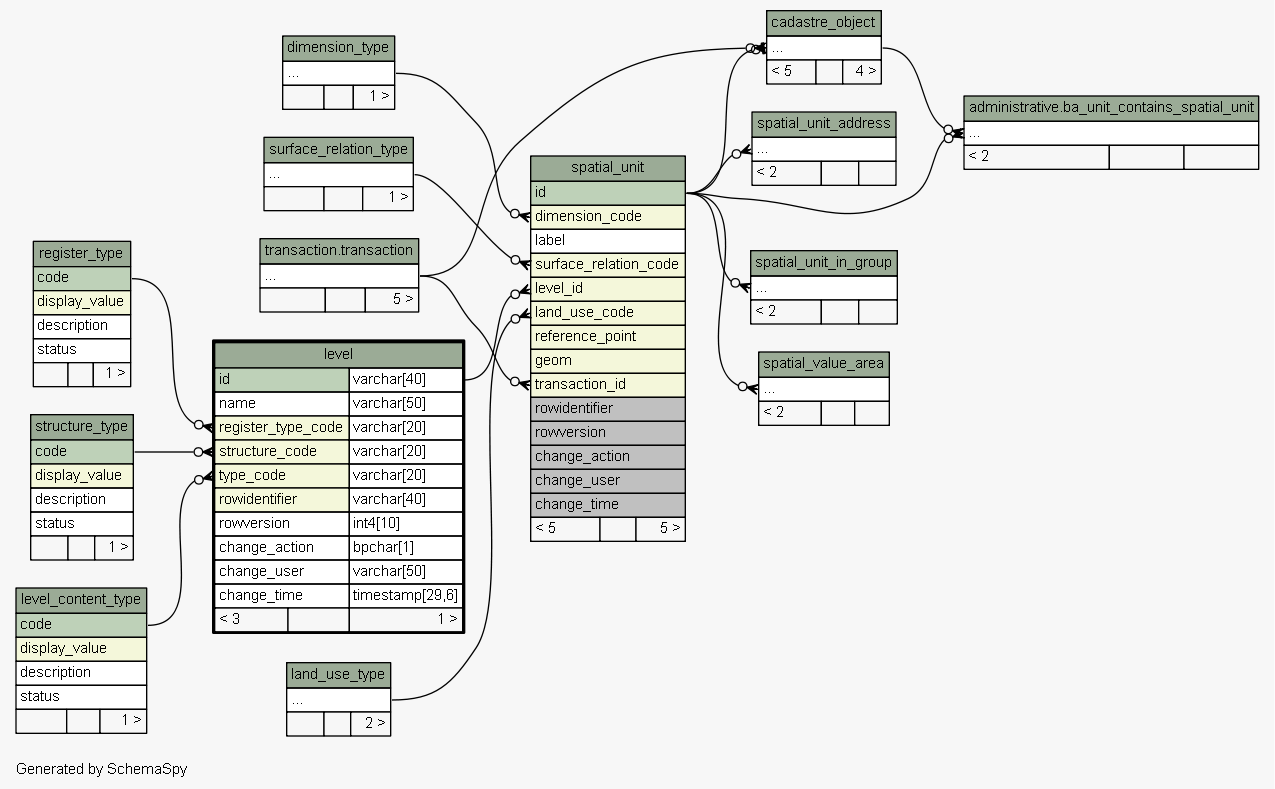 cadastre_object
...
< 5 4 >
dimension_type
...
1 >
administrative.ba_unit_contains_spatial_unit
...
< 2
spatial_unit_address
...
< 2
surface_relation_type
...
1 >
spatial_unit
id
dimension_code
label
surface_relation_code
level_id
land_use_code
reference_point
geom
transaction_id
rowidentifier
rowversion
change_action
change_user
change_time
< 5 5 >
transaction.transaction
...
5 >
register_type
code
display_value
description
status
1 >
spatial_unit_in_group
...
< 2
level
id varchar[40]
name varchar[50]
register_type_code varchar[20]
structure_code varchar[20]
type_code varchar[20]
rowidentifier varchar[40]
rowversion int4[10]
change_action bpchar[1]
change_user varchar[50]
change_time timestamp[29,6]
< 3 1 >
spatial_value_area
...
< 2
structure_type
code
display_value
description
status
1 >
level_content_type
code
display_value
description
status
1 >
land_use_type
...
2 >
Generated by SchemaSpy